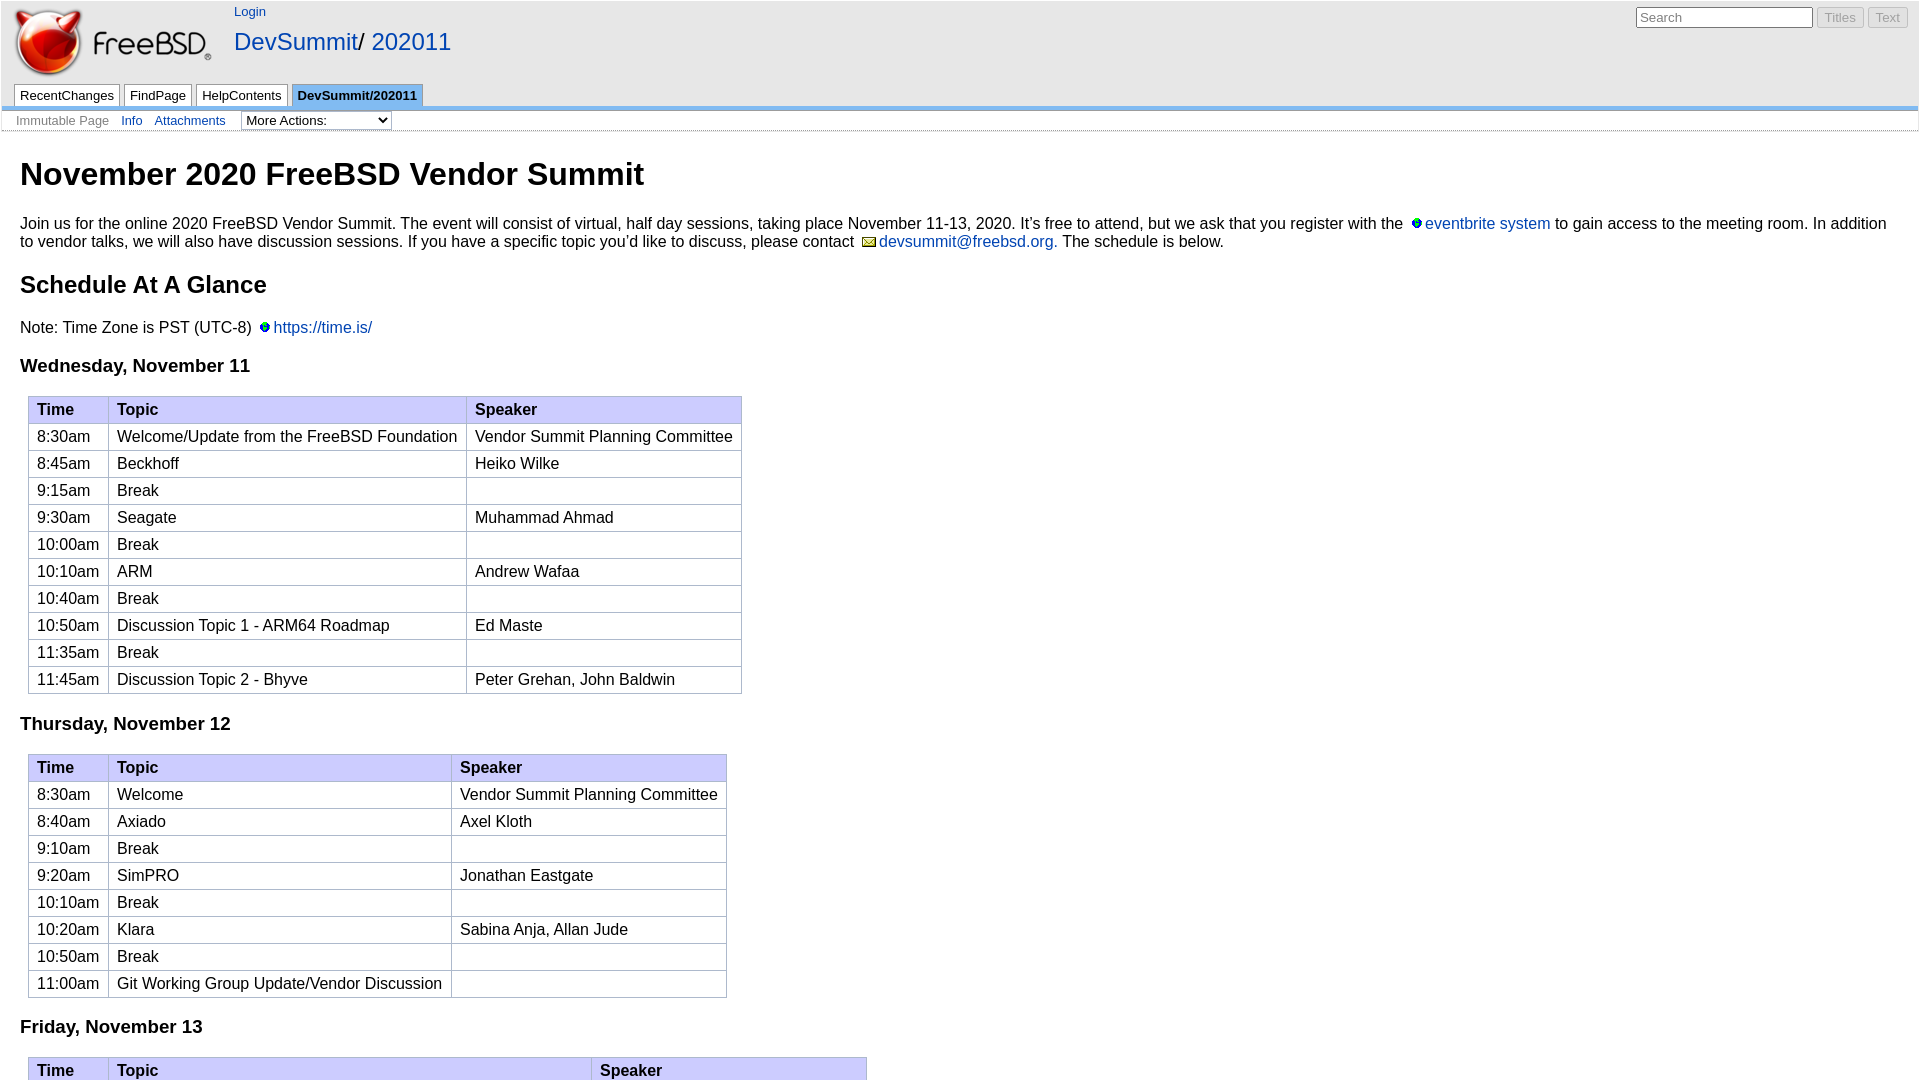 Login
FreeBSD®
DevSummit/ 202011
Search Titles Text
RecentChanges FindPage HelpContents DevSummit/202011
Immutable Page Info Attachments More Actions:
November 2020 FreeBSD Vendor Summit
Join us for the online 2020 FreeBSD Vendor Summit. The event will consist of virtual, half day sessions, taking place November 11-13, 2020. It’s free to attend, but we ask that you register with the eventbrite system to gain access to the meeting room. In addition
to vendor talks, we will also have discussion sessions. If you have a specific topic you’d like to discuss, please contact devsummit@freebsd.org. The schedule is below.
Schedule At A Glance
Note: Time Zone is PST (UTC-8) https://time.is/
Wednesday, November 11
Time Topic Speaker
8:30am Welcome/Update from the FreeBSD Foundation Vendor Summit Planning Committee
8:45am Beckhoff Heiko Wilke
9:15am Break
9:30am Seagate Muhammad Ahmad
10:00am Break
10:10am ARM Andrew Wafaa
10:40am Break
10:50am Discussion Topic 1 - ARM64 Roadmap Ed Maste
11:35am Break
11:45am Discussion Topic 2 - Bhyve Peter Grehan, John Baldwin
Thursday, November 12
Time Topic Speaker
8:30am Welcome Vendor Summit Planning Committee
8:40am Axiado Axel Kloth
9:10am Break
9:20am SimPRO Jonathan Eastgate
10:10am Break
10:20am Klara Sabina Anja, Allan Jude
10:50am Break
11:00am Git Working Group Update/Vendor Discussion
Friday, November 13
Time Topic Speaker